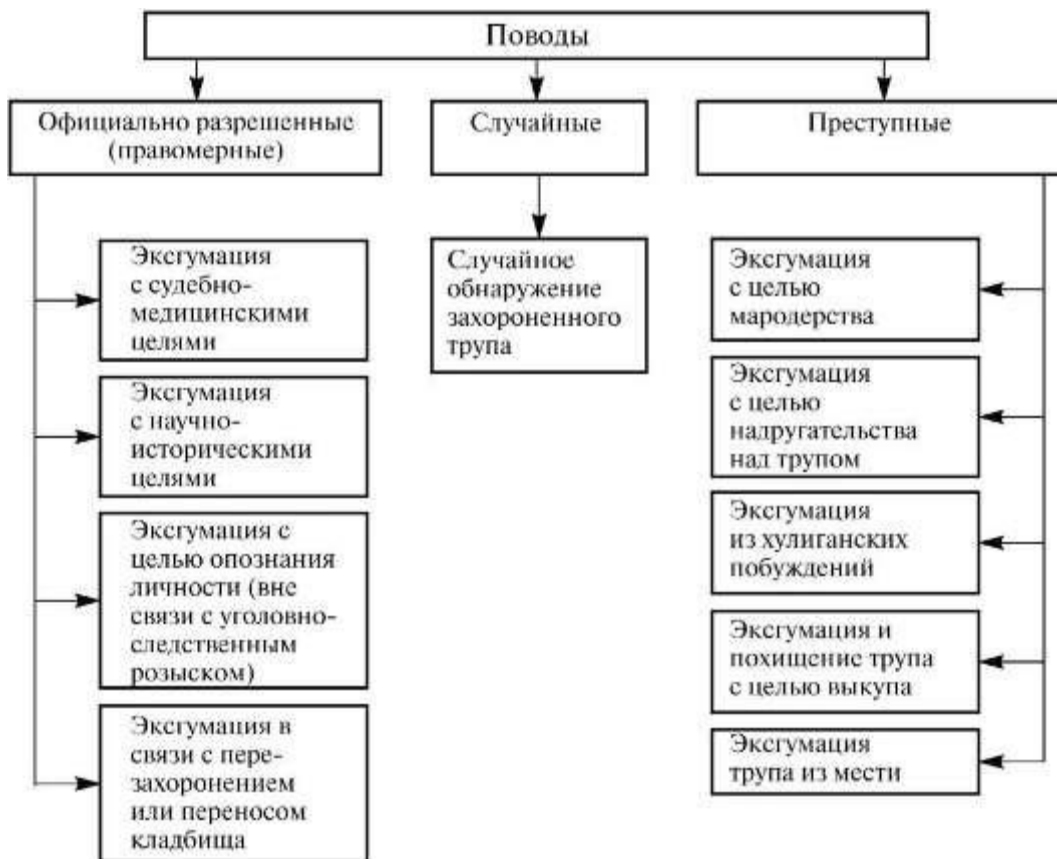 Поводы
Официально разрешенные
(правомерные)
Случайные
Преступные
Эксгумация
с судебно-
медицинскими
целями
Эксгумация
с научно-
историческими
целями
Эксгумация с
целью опознания
личности (вне
связи с уголовно-
следственным
розыском)
Эксгумация в
связи с пере-
захоронением
или переносом
кладбища
Случайное
обнаружение
захороненного
трупа
Эксгумация
с целью
мародерства
Эксгумация
с целью
надругательства
над трупом
Эксгумация
из хулиганских
побуждений
Эксгумация и
похищение трупа
с целью выкупа
Эксгумация
трупа из мести